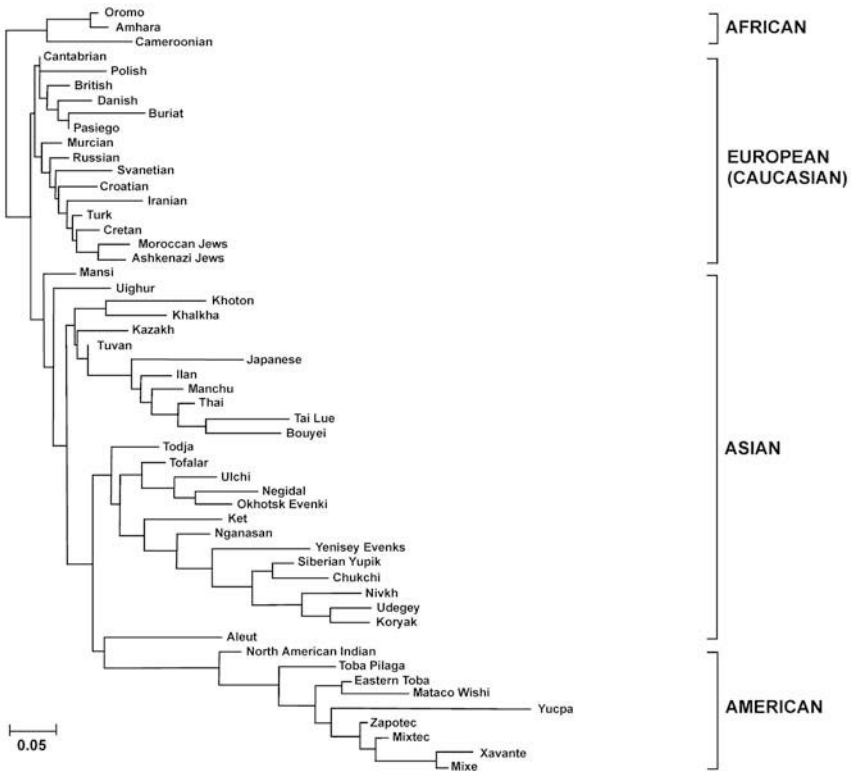 Oromo
Amhara
Cameroonian
AFRICAN
Cantabrian
Polish
British
Danish
Buriat
Pasiego
Murcian
Russian
Svanetian
Croatian
Iranian
Turk
Cretan
Moroccan Jews
Ashkenazi Jews
EUROPEAN
(CAUCASIAN)
Mansi
Uighur
Khoton
Khalkha
Kazakh
Tuvan
Japanese
Ilan
Manchu
Thai
Tai Lue
Bouyei
Todja
Tofalar
Ulchi
Negidal
Okhotsk Evenki
Ket
Nganasan
Yenisey Evenks
Siberian Yupik
Chukchi
Nivkh
Udegey
Koryak
ASIAN
Aleut
North American Indian
Toba Pilaga
Eastern Toba
Mataco Wishi
Yucpa
Zapotec
Mixtec
Xavante
Mixe
AMERICAN
0.05